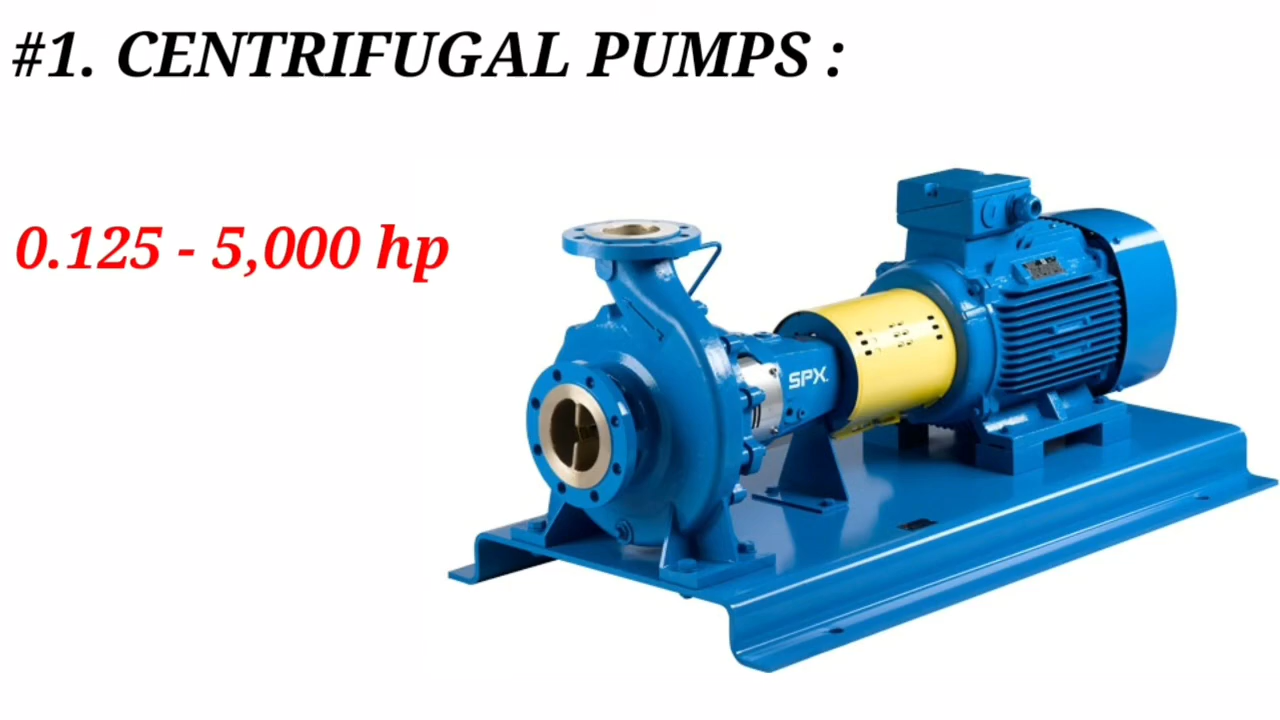 #1. CENTRIFUGAL PUMPS :
0.125 - 5,000 hp
SPX